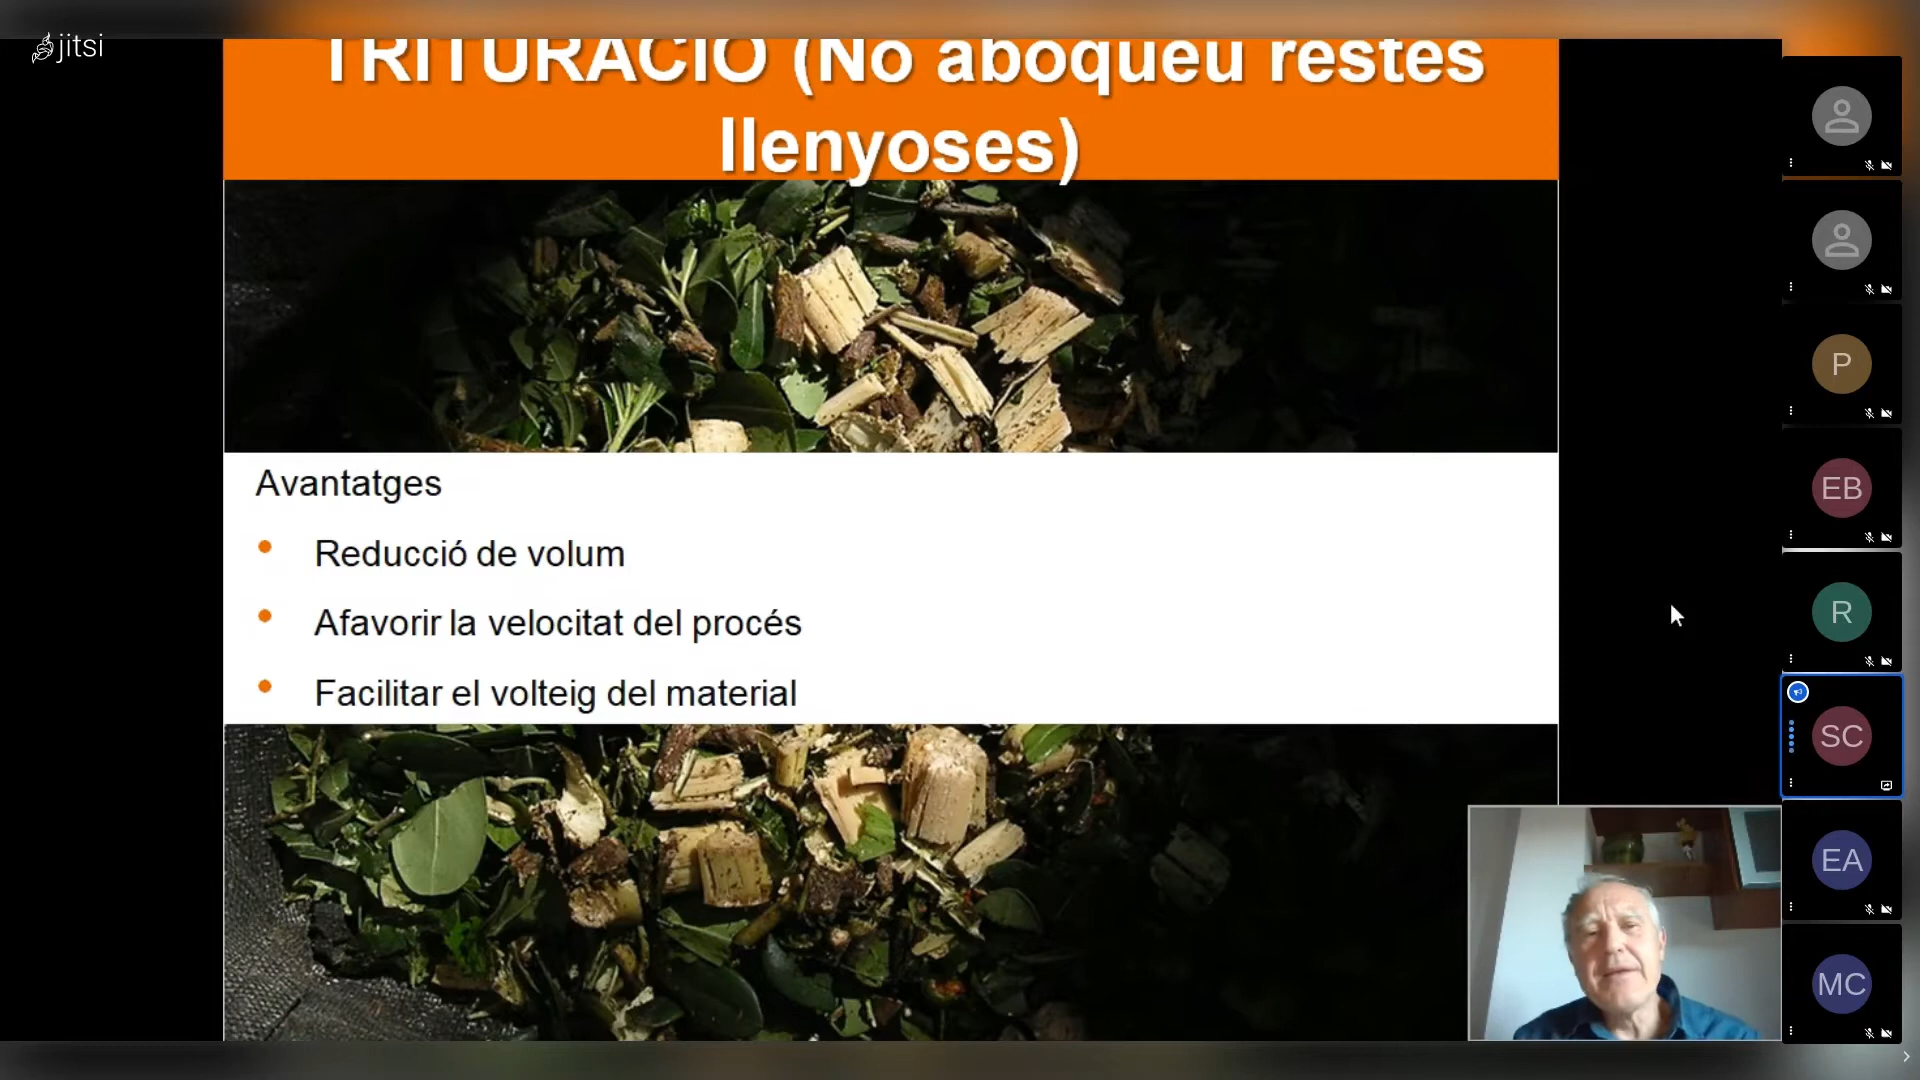 jitsi
TRITURACIÓ (No aboqueu restes
llenyoses)
Avantatges
• Reducció de volum
• Afavorir la velocitat del procés
• Facilitar el volteig del material
P
EB
R
SC
EA
MC